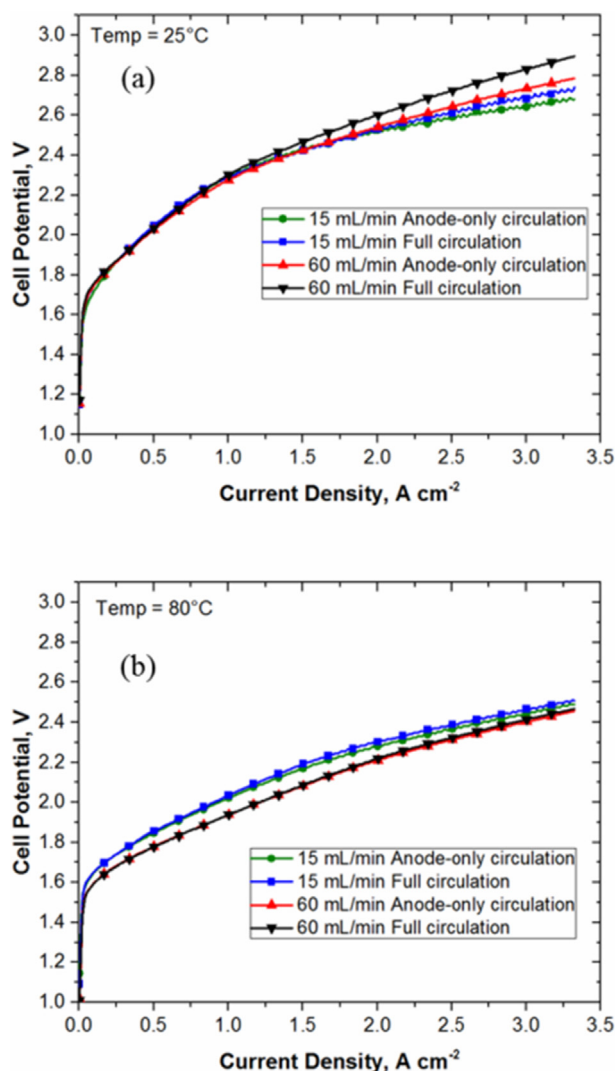 Temp = 25°C
(a)
3.0
2.8
2.6
2.4
2.2
2.0
1.8
1.6
1.4
1.2
1.0
Cell Potential, V
15 mL/min Anode-only circulation
15 mL/min Full circulation
60 mL/min Anode-only circulation
60 mL/min Full circulation
0.0 0.5 1.0 1.5 2.0 2.5 3.0 3.5
Current Density, A cm⁻²
Temp = 80°C
(b)
3.0
2.8
2.6
2.4
2.2
2.0
1.8
1.6
1.4
1.2
1.0
Cell Potential, V
15 mL/min Anode-only circulation
15 mL/min Full circulation
60 mL/min Anode-only circulation
60 mL/min Full circulation
0.0 0.5 1.0 1.5 2.0 2.5 3.0 3.5
Current Density, A cm⁻²